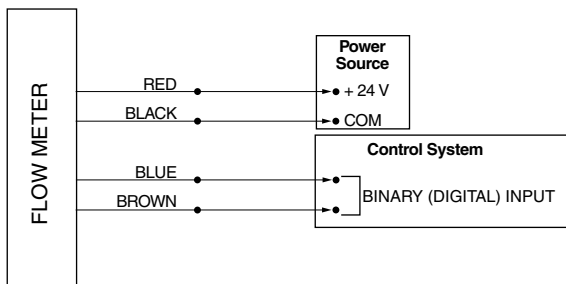 FLOW METER
Power
Source
RED
+ 24 V
BLACK
COM
Control System
BLUE
BROWN
BINARY (DIGITAL) INPUT